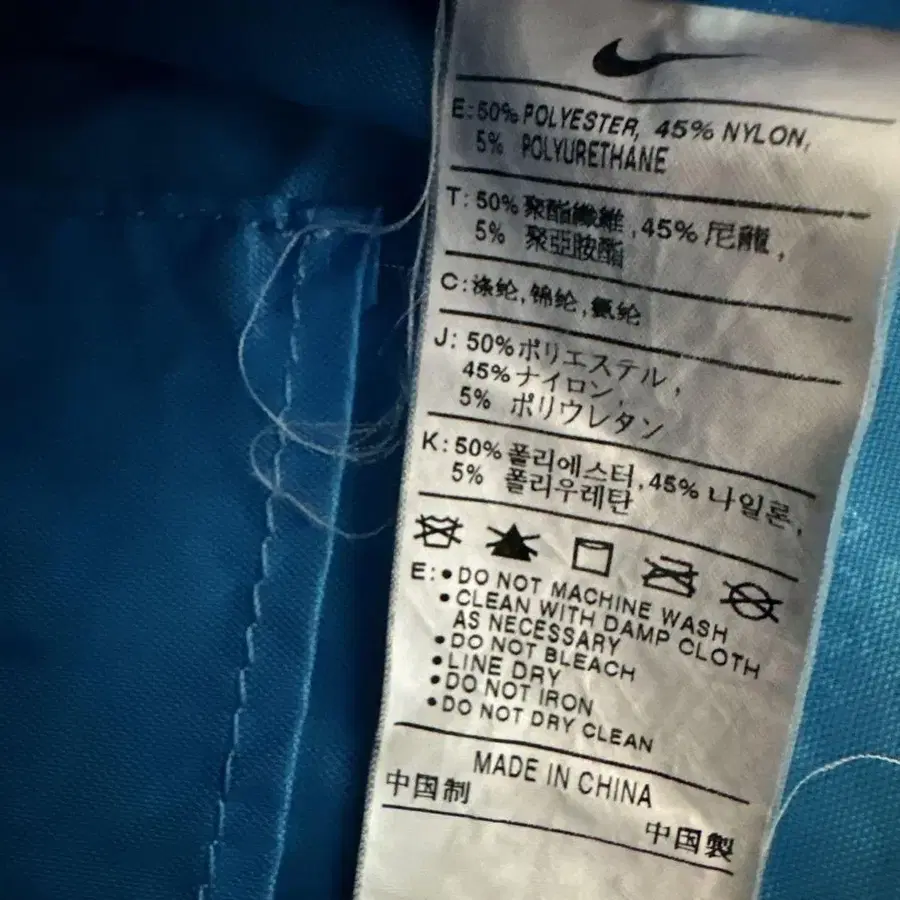 E: 50% POLYESTER, 45% NYLON,
5% POLYURETHANE
T: 50% 聚酯纖維, 45% 尼龍,
5% 聚亞胺酯
C: 涤纶, 锦纶, 氨纶
J: 50% ポリエステル,
45% ナイロン,
5% ポリウレタン
K: 50% 폴리에스터, 45% 나일론,
5% 폴리우레탄
E: • DO NOT MACHINE WASH
• CLEAN WITH DAMP CLOTH
AS NECESSARY
• DO NOT BLEACH
• LINE DRY
• DO NOT IRON
• DO NOT DRY CLEAN
MADE IN CHINA
中国制
中国製